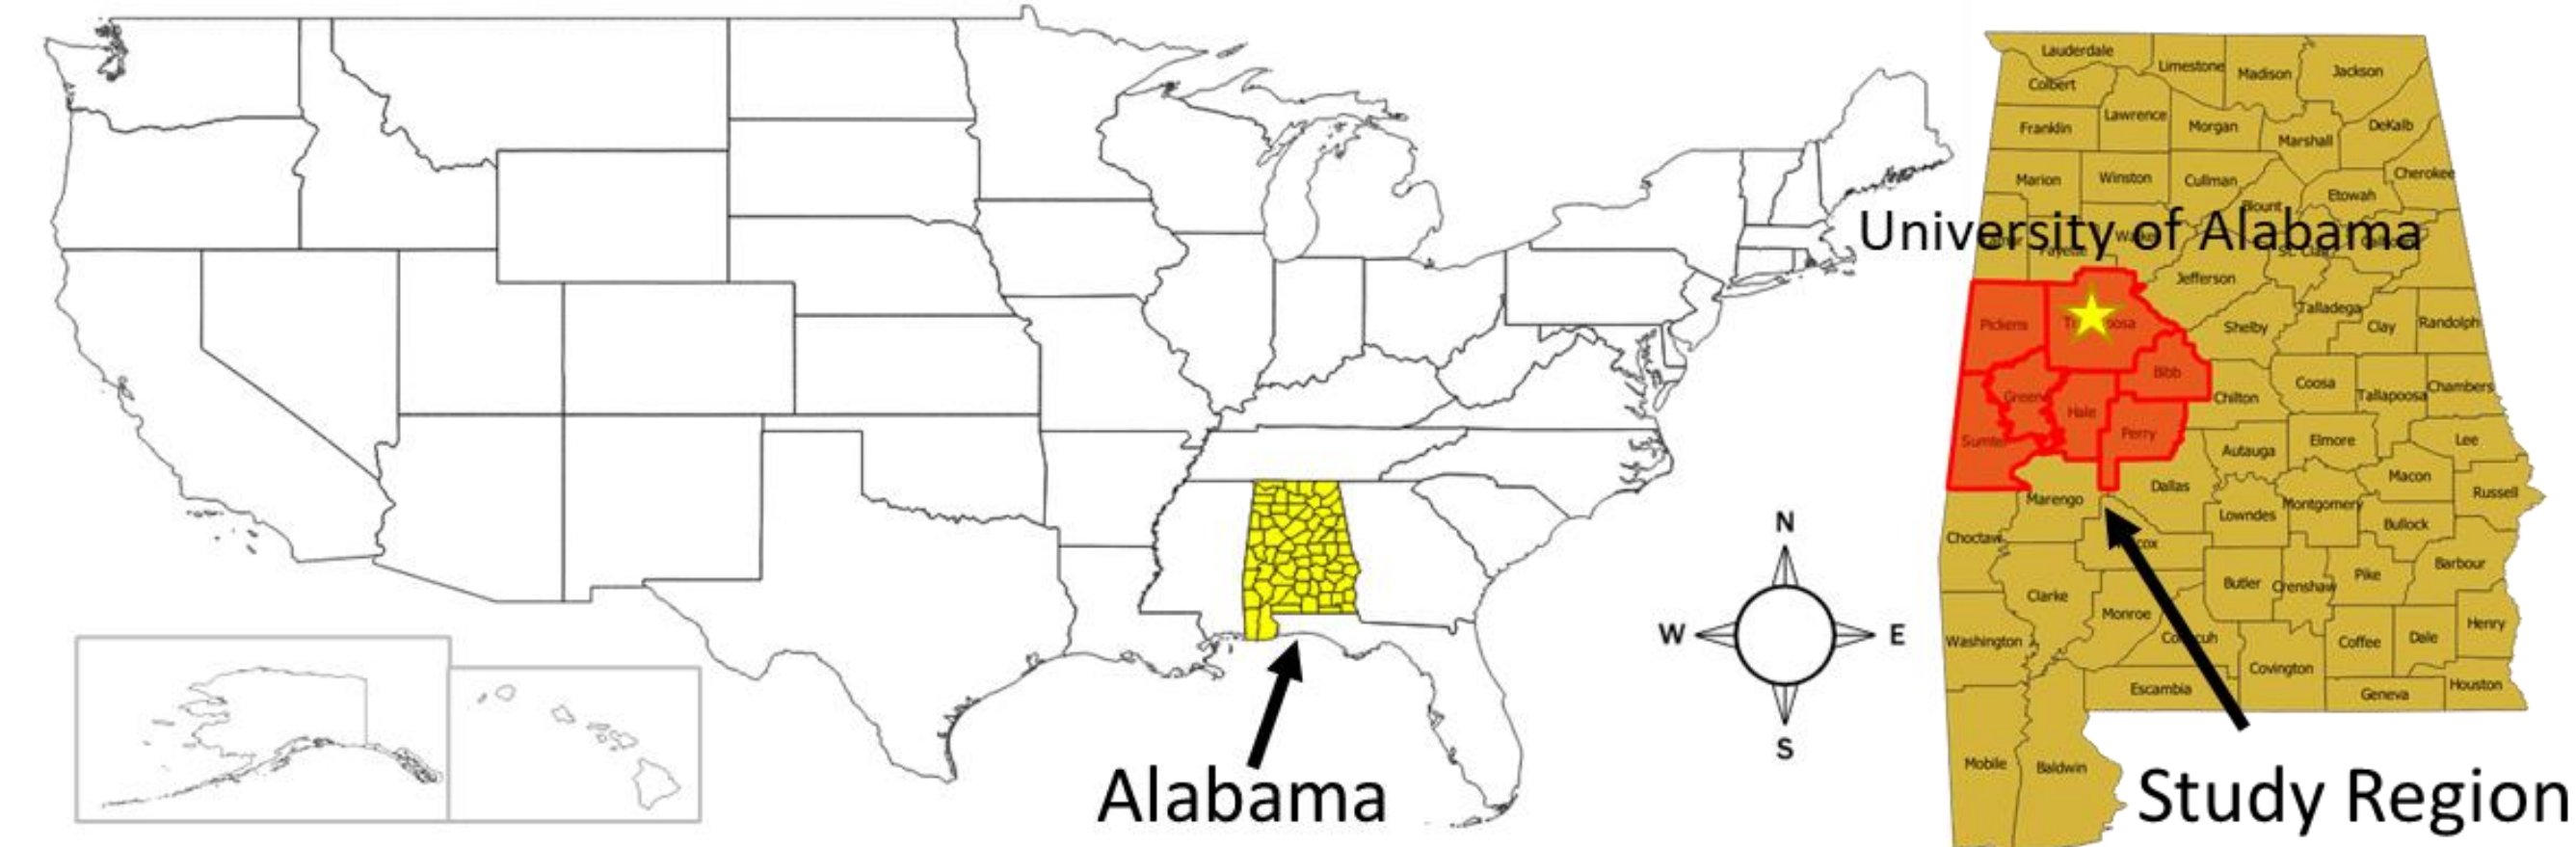 Lauderdale
Limestone
Madison
Jackson
Colbert
Lawrence
Franklin
Morgan
Marshall
DeKalb
Marion
Winston
Cullman
Cherokee
Etowah
Blount
University of Alabama
Fayette
Jefferson
Talladega
Pickens
Shelby
Clay
Randolph
Bibb
Coosa
Chambers
Greene
Chilton
Tallapoosa
Hale
Perry
Sumter
Autauga
Elmore
Lee
Macon
Dallas
Russell
Marengo
Lowndes
Montgomery
Bullock
Choctaw
Barbour
Pike
Butler
Crenshaw
Clarke
Monroe
Henry
Washington
Coffee
Dale
Covington
Escambia
Geneva
Houston
Mobile
Baldwin
N
W
E
S
Alabama
Study Region